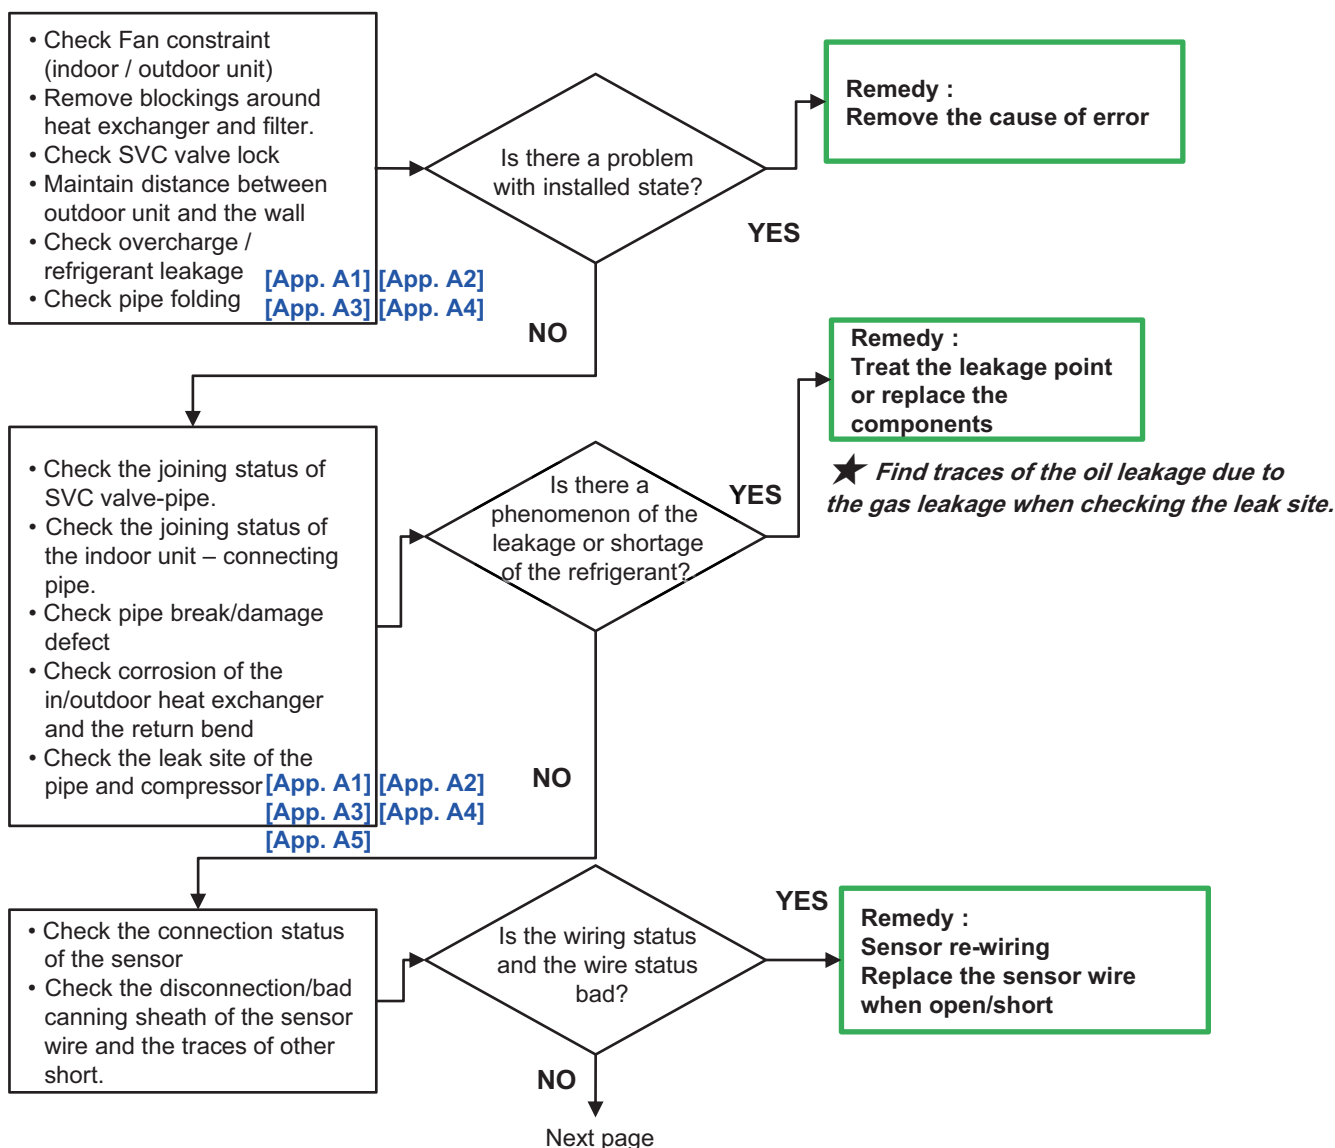 • Check Fan constraint
(indoor / outdoor unit)
• Remove blockings around
heat exchanger and filter.
• Check SVC valve lock
• Maintain distance between
outdoor unit and the wall
• Check overcharge /
refrigerant leakage
• Check pipe folding
[App. A1] [App. A2]
[App. A3] [App. A4]
Is there a problem
with installed state?
YES
NO
Remedy :
Remove the cause of error
• Check the joining status of
SVC valve-pipe.
• Check the joining status of
the indoor unit – connecting
pipe.
• Check pipe break/damage
defect
• Check corrosion of the
in/outdoor heat exchanger
and the return bend
• Check the leak site of the
pipe and compressor
[App. A1] [App. A2]
[App. A3] [App. A4]
[App. A5]
Is there a
phenomenon of the
leakage or shortage
of the refrigerant?
YES
NO
Remedy :
Treat the leakage point
or replace the
components
★ Find traces of the oil leakage due to
the gas leakage when checking the leak site.
• Check the connection status
of the sensor
• Check the disconnection/bad
canning sheath of the sensor
wire and the traces of other
short.
Is the wiring status
and the wire status
bad?
YES
NO
Remedy :
Sensor re-wiring
Replace the sensor wire
when open/short
Next page